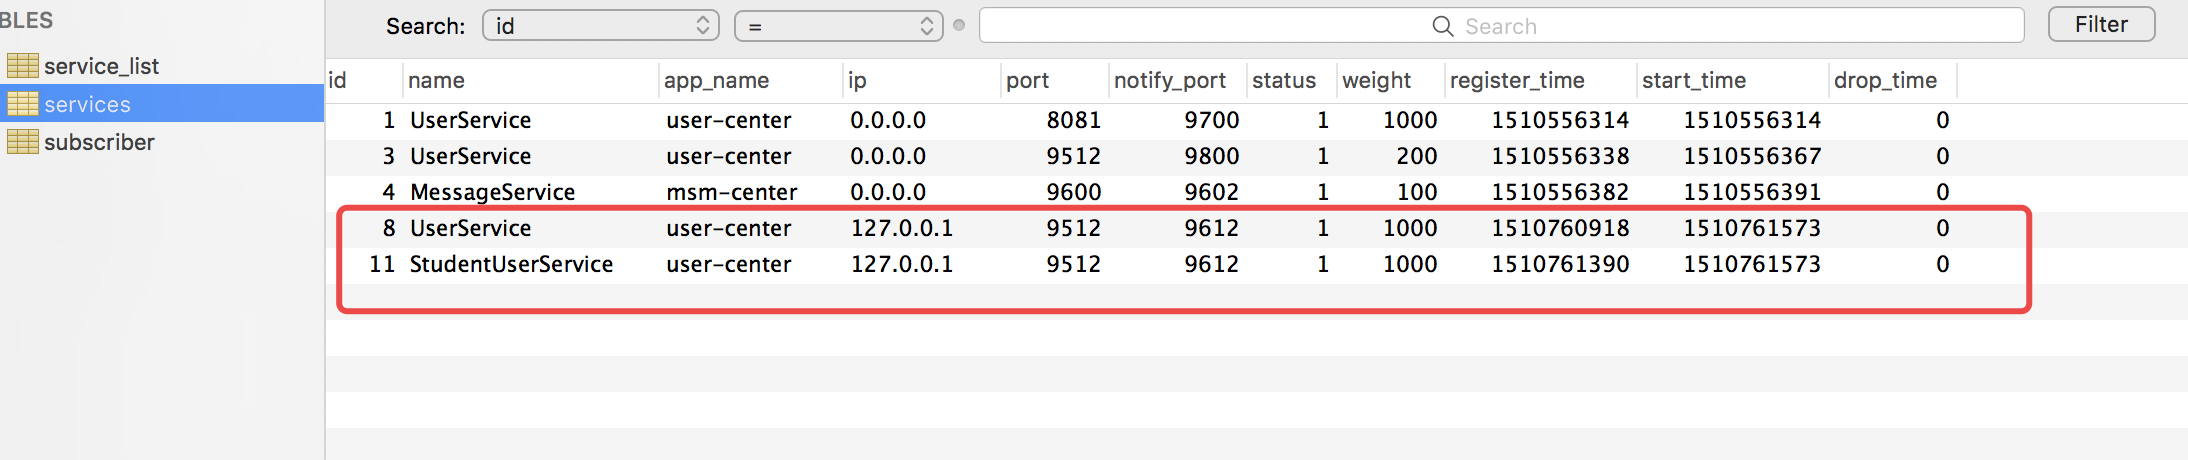 BLES
service_list
services
subscriber
Search: id = Search Filter
id name app_name ip port notify_port status weight register_time start_time drop_time
1 UserService user-center 0.0.0.0 8081 9700 1 1000 1510556314 1510556314 0
3 UserService user-center 0.0.0.0 9512 9800 1 200 1510556338 1510556367 0
4 MessageService msm-center 0.0.0.0 9600 9602 1 100 1510556382 1510556391 0
8 UserService user-center 127.0.0.1 9512 9612 1 1000 1510760918 1510761573 0
11 StudentUserService user-center 127.0.0.1 9512 9612 1 1000 1510761390 1510761573 0